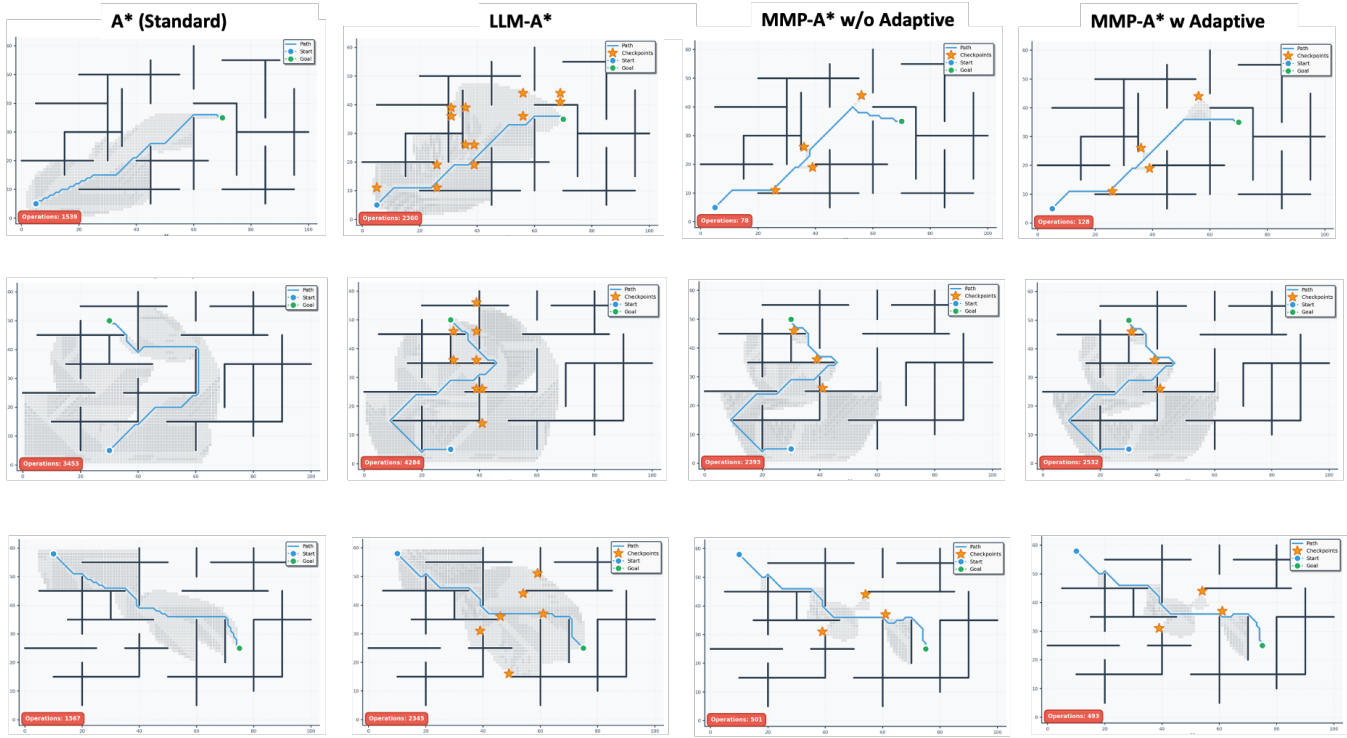 A* (Standard)
LLM-A*
MMP-A* w/o Adaptive
MMP-A* w Adaptive
Path
Start
Goal
Operations: 1539
Path
Checkpoints
Start
Goal
Operations: 2360
Path
Checkpoints
Start
Goal
Operations: 78
Path
Checkpoints
Start
Goal
Operations: 128
Path
Start
Goal
Operations: 3453
Path
Checkpoints
Start
Goal
Operations: 4284
Path
Checkpoints
Start
Goal
Operations: 2393
Path
Checkpoints
Start
Goal
Operations: 2532
Path
Start
Goal
Operations: 1567
Path
Checkpoints
Start
Goal
Operations: 2345
Path
Checkpoints
Start
Goal
Operations: 501
Path
Checkpoints
Start
Goal
Operations: 493